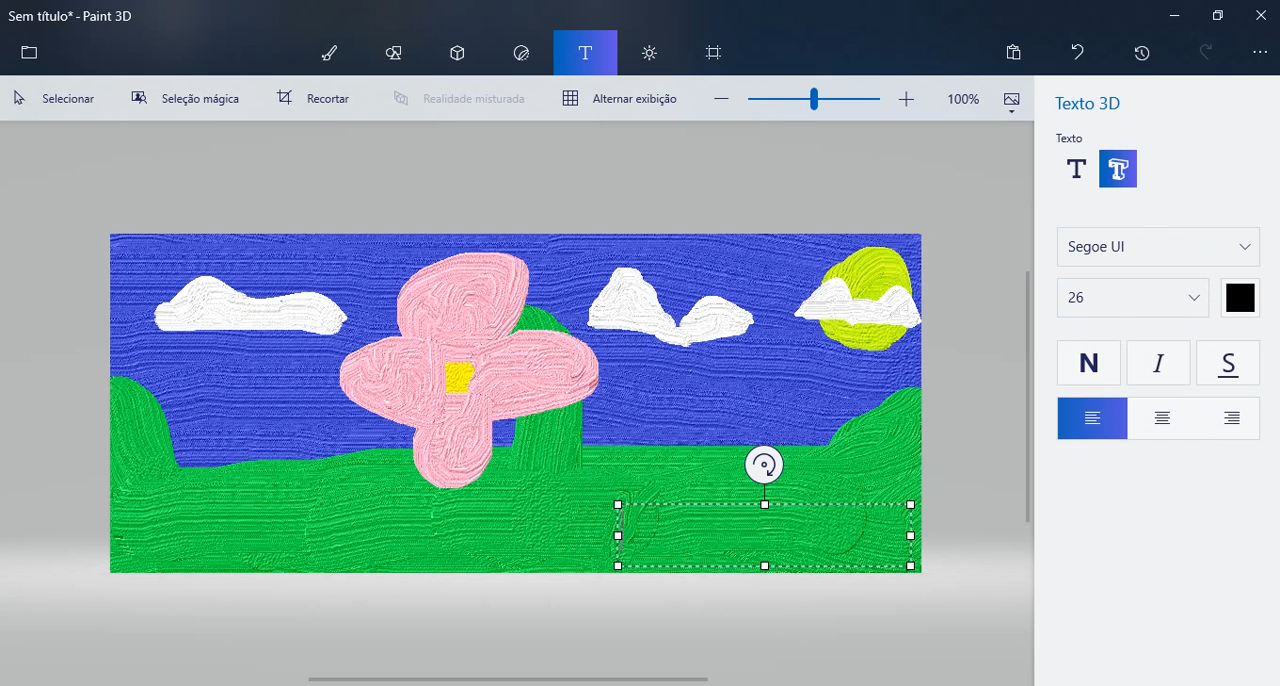 Sem título* - Paint 3D
Selecionar
Seleção mágica
Recortar
Realidade misturada
Alternar exibição
100%
Texto 3D
Texto
T
Segoe UI
26
N I S